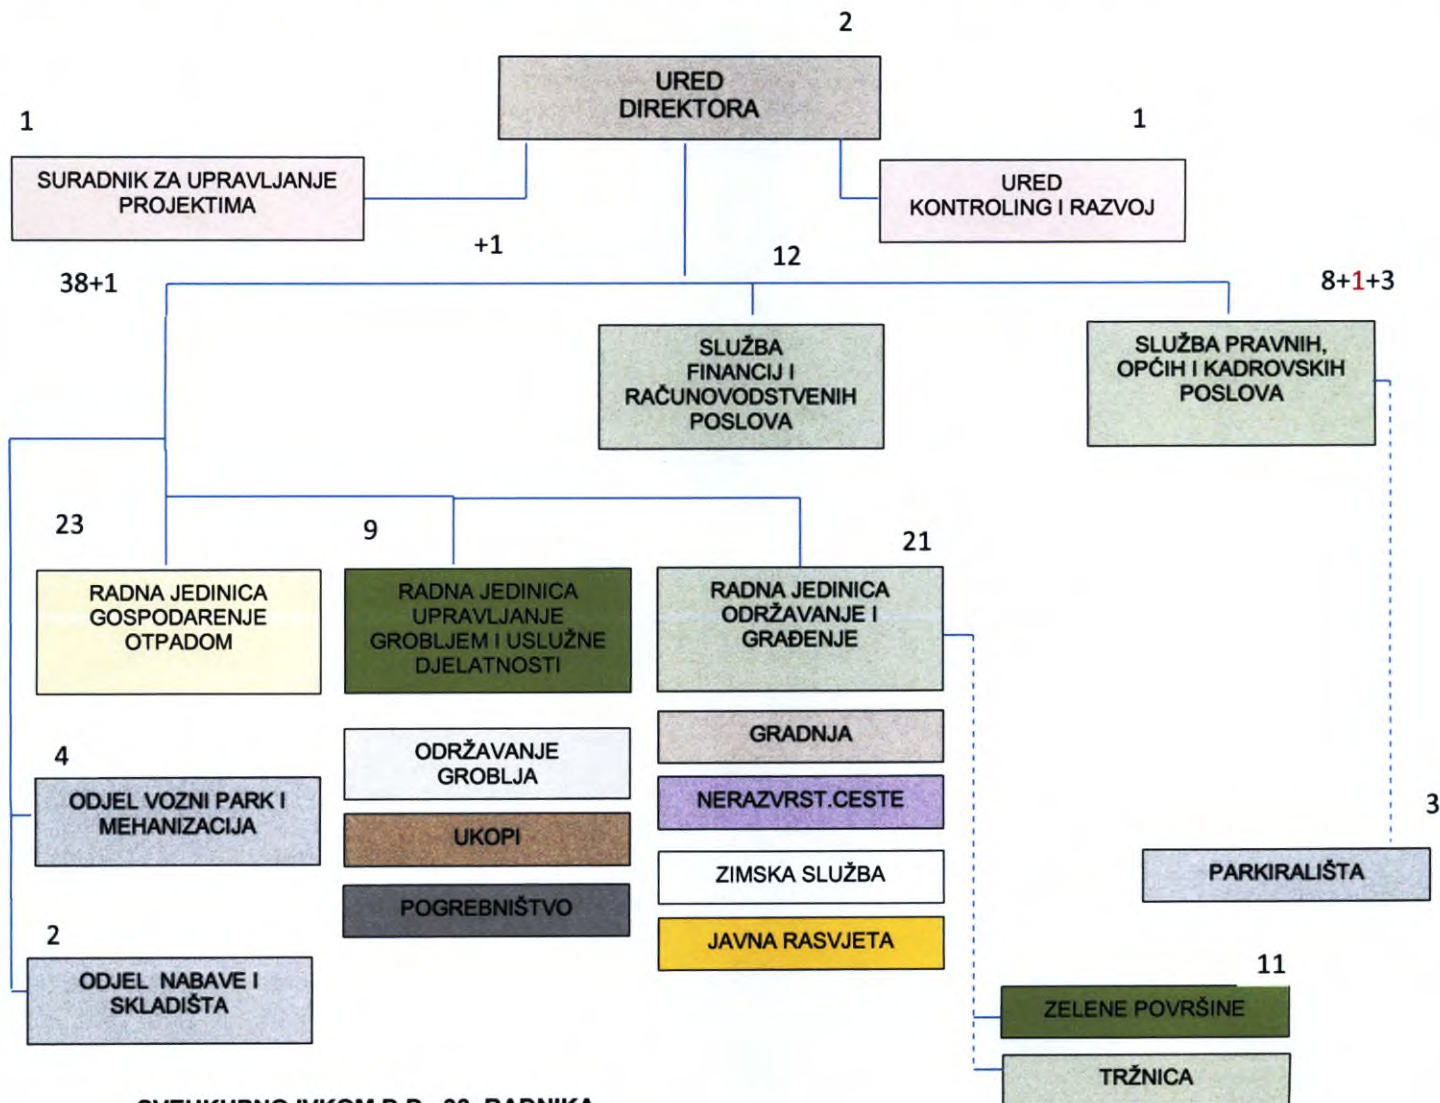 2
URED
DIREKTORA
1
SURADNIK ZA UPRAVLJANJE
PROJEKTIMA
1
URED
KONTROLING I RAZVOJ
+1
12
38+1
8+1+3
SLUŽBA
FINANCIJ I
RAČUNOVODSTVENIH
POSLOVA
SLUŽBA PRAVNIH,
OPĆIH I KADROVSKIH
POSLOVA
23
9
21
RADNA JEDINICA
GOSPODARENJE
OTPADOM
RADNA JEDINICA
UPRAVLJANJE
GROBLJEM I USLUŽNE
DJELATNOSTI
RADNA JEDINICA
ODRŽAVANJE I
GRAĐENJE
GRADNJA
ODRŽAVANJE
GROBLJA
4
ODJEL VOZNI PARK I
MEHANIZACIJA
NERAZVRST.CESTE
UKOPI
3
PARKIRALIŠTA
ZIMSKA SLUŽBA
POGREBNIŠTVO
JAVNA RASVJETA
2
ODJEL NABAVE I
SKLADIŠTA
11
ZELENE POVRŠINE
TRŽNICA